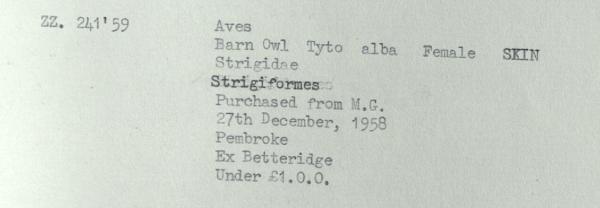 ZZ. 241'59 Aves
Barn Owl Tyto alba Female SKIN
Strigidae
Strigiformes
Purchased from M.G.
27th December, 1958
Pembroke
Ex Betteridge
Under £1.0.0.